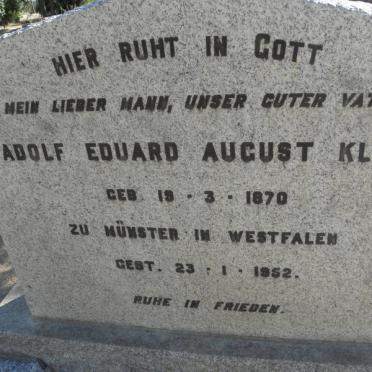 HIER RUHT IN GOTT
MEIN LIEBER MANN, UNSER GUTER VAT
ADOLF EDUARD AUGUST KL
GEB. 19 · 3 · 1870
ZU MÜNSTER IN WESTFALEN
GEST. 23 · 1 · 1952.
RUHE IN FRIEDEN.